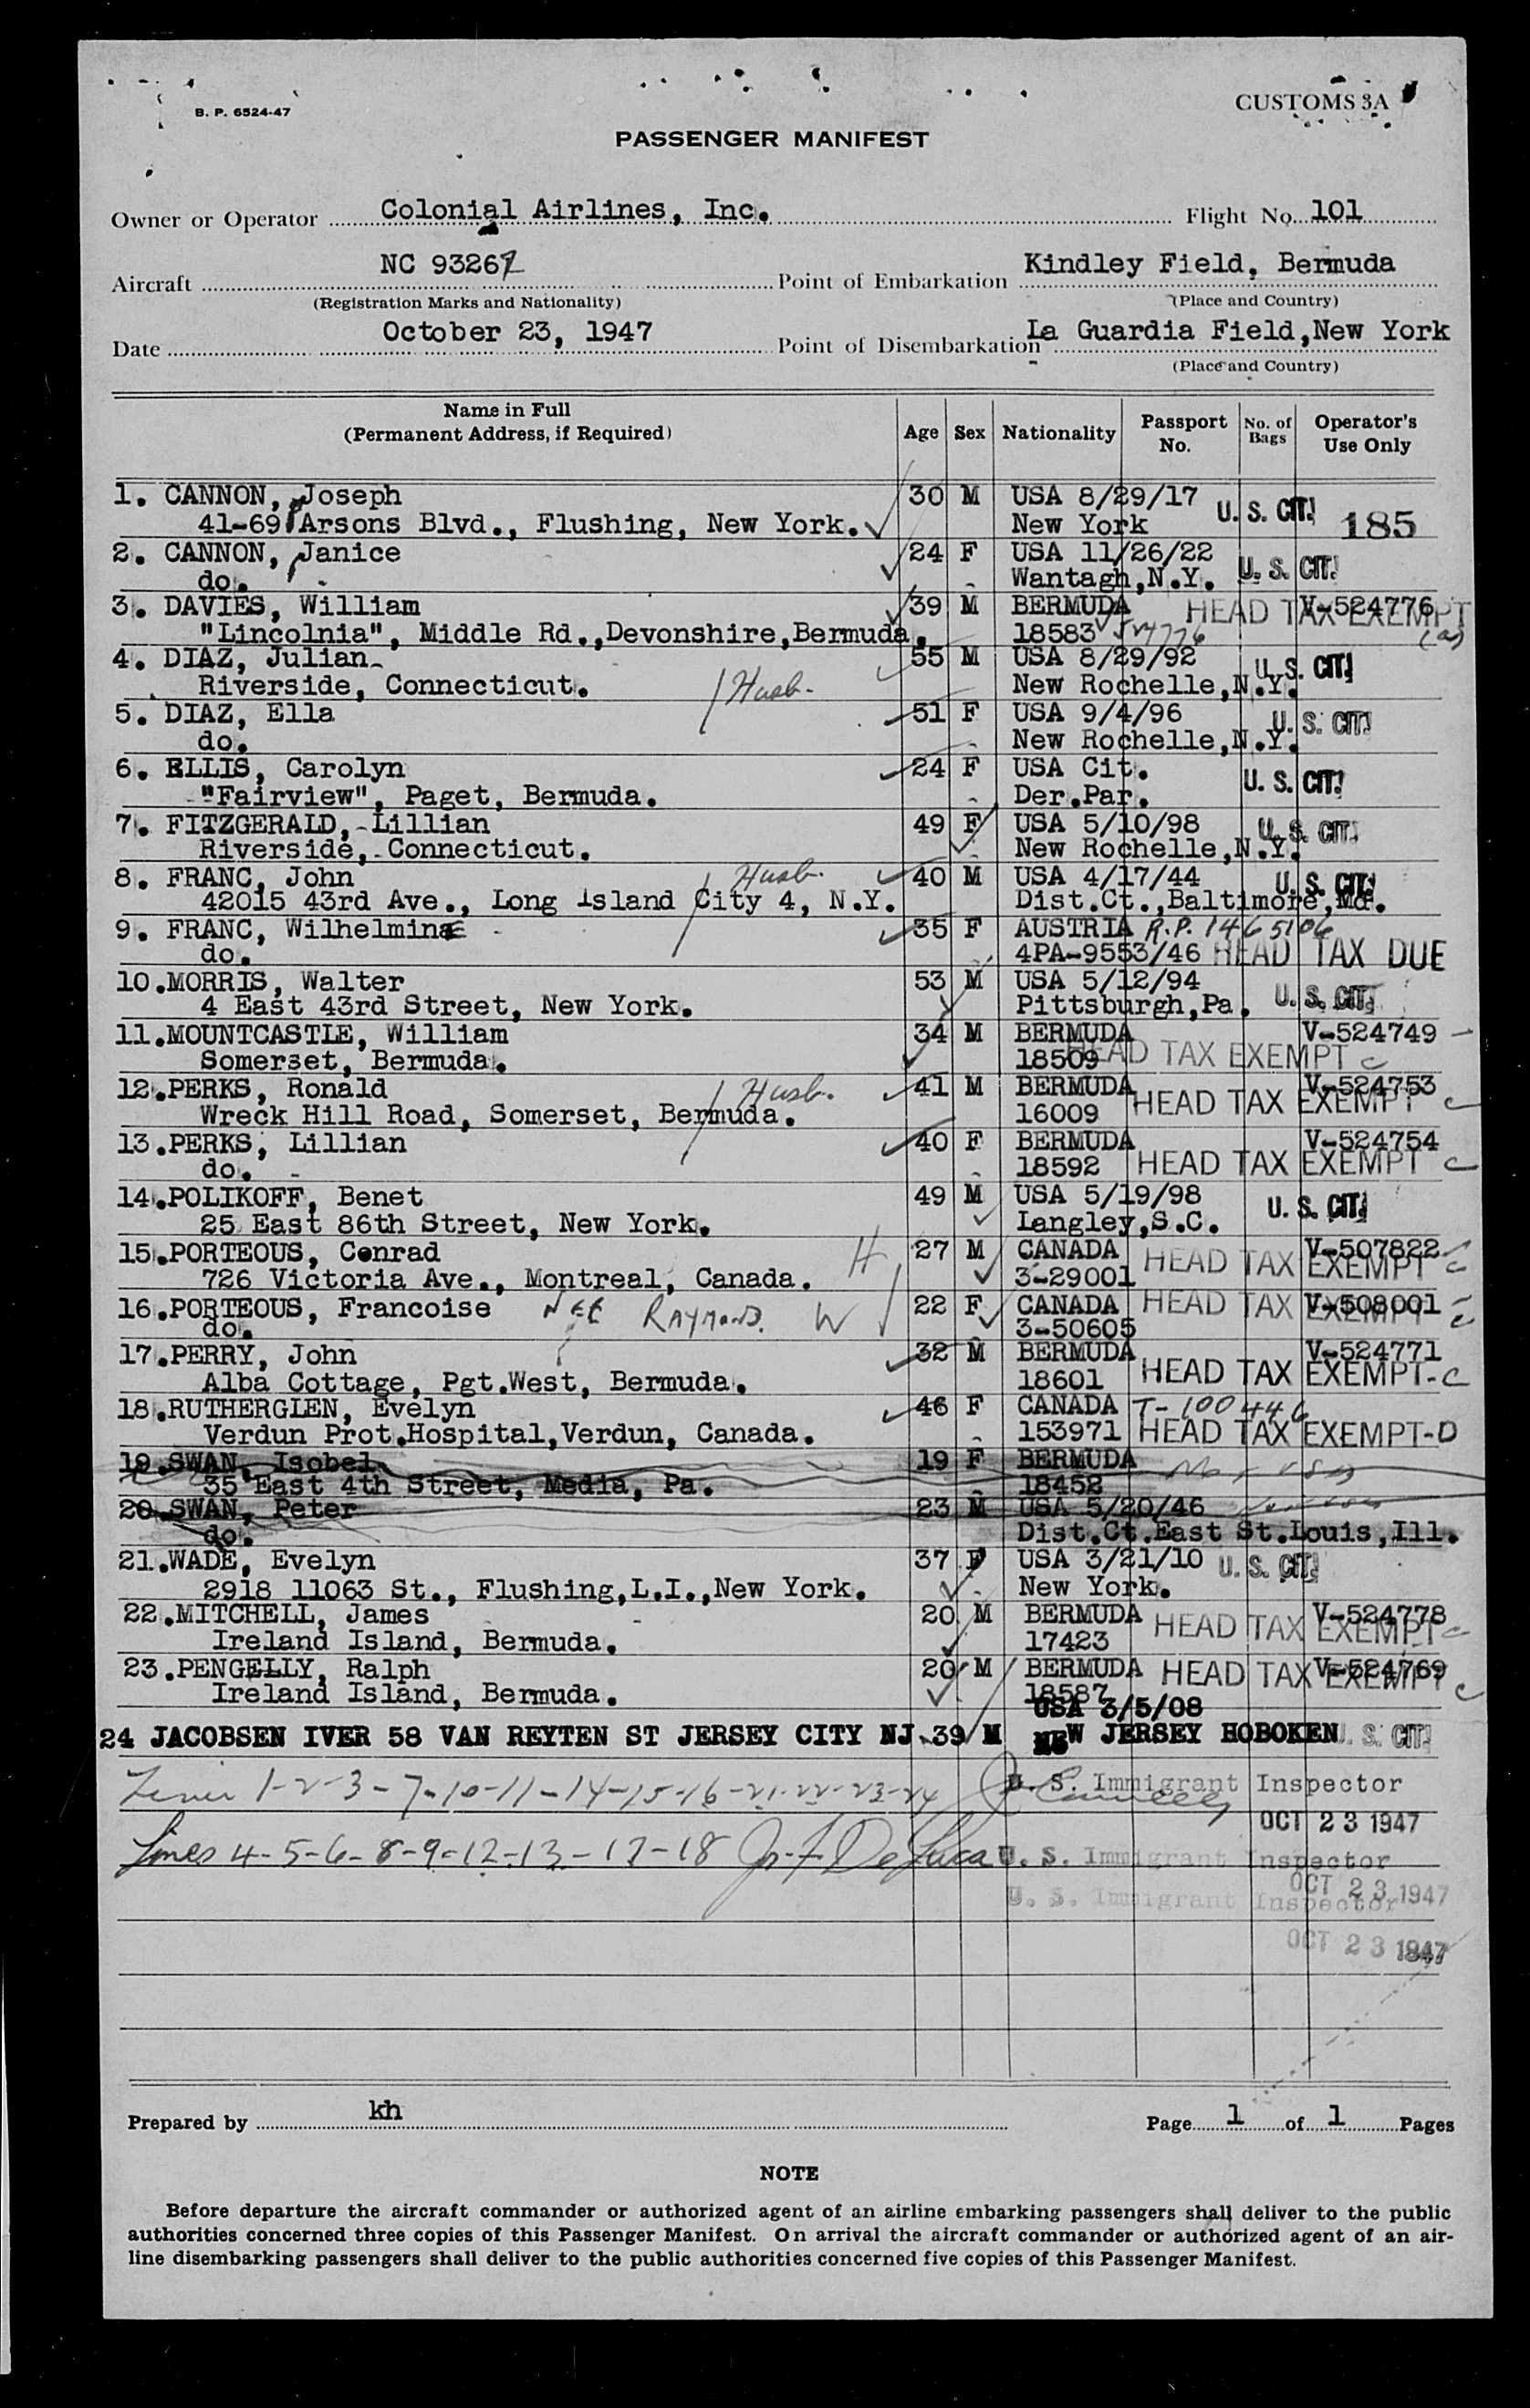 B. P. 6524-47
CUSTOMS 3A
PASSENGER MANIFEST
Owner or Operator Colonial Airlines, Inc. Flight No. 101
Aircraft NC 93267 Point of Embarkation Kindley Field, Bermuda
(Registration Marks and Nationality) (Place and Country)
Date October 23, 1947 Point of Disembarkation La Guardia Field,New York
(Place and Country)
Name in Full
(Permanent Address, if Required) Age Sex Nationality Passport No. No. of Bags Operator's Use Only
1. CANNON, Joseph 30 M USA 8/29/17 U. S. CIT. 185
41-69 Arsons Blvd., Flushing, New York. New York
2. CANNON, Janice 24 F USA 11/26/22 U. S. CIT.
do. Wantagh,N.Y.
3. DAVIES, William 39 M BERMUDA HEAD TAX EXEMPT V-524776
"Lincolnia", Middle Rd.,Devonshire,Bermuda. 18583
4. DIAZ, Julian 55 M USA 8/29/92 U. S. CIT.
Riverside, Connecticut. Husb. New Rochelle,N.Y.
5. DIAZ, Ella 51 F USA 9/4/96 U. S. CIT.
do. New Rochelle,N.Y.
6. ELLIS, Carolyn 24 F USA Cit. U. S. CIT.
"Fairview", Paget, Bermuda. Der.Par.
7. FITZGERALD, Lillian 49 F USA 5/10/98 U. S. CIT.
Riverside, Connecticut. New Rochelle,N.Y.
8. FRANC, John Husb. 40 M USA 4/17/44 U. S. CIT.
42015 43rd Ave., Long Island City 4, N.Y. Dist.Ct.,Baltimore,Md.
9. FRANC, Wilhelmine 35 F AUSTRIA R.P. 1465106
do. 4PA-9553/46 HEAD TAX DUE
10.MORRIS, Walter 53 M USA 5/12/94 U. S. CIT.
4 East 43rd Street, New York. Pittsburgh,Pa.
11.MOUNTCASTLE, William 34 M BERMUDA V-524749
Somerset, Bermuda. 18509 HEAD TAX EXEMPT C
12.PERKS, Ronald Husb. 41 M BERMUDA HEAD TAX EXEMPT V-524753 C
Wreck Hill Road, Somerset, Bermuda. 16009
13.PERKS, Lillian 40 F BERMUDA V-524754
do. 18592 HEAD TAX EXEMPT C
14.POLIKOFF, Benet 49 M USA 5/19/98 U. S. CIT.
25 East 86th Street, New York. Langley,S.C.
15.PORTEOUS, Conrad H 27 M CANADA HEAD TAX EXEMPT V-507822 C
726 Victoria Ave., Montreal, Canada. 3-29001
16.PORTEOUS, Francoise NEE RAYMOND. W 22 F CANADA HEAD TAX EXEMPT V-508001 C
do. 3-50605
17.PERRY, John 32 M BERMUDA V-524771
Alba Cottage, Pgt.West, Bermuda. 18601 HEAD TAX EXEMPT-C
18.RUTHERGLEN, Evelyn 46 F CANADA T-100446
Verdun Prot.Hospital,Verdun, Canada. 153971 HEAD TAX EXEMPT-D
19.SWAN, Isobel 19 F BERMUDA
35 East 4th Street, Media, Pa. 18452
20.SWAN, Peter 23 M USA 5/20/46
do. Dist.Ct.East St.Louis,Ill.
21.WADE, Evelyn 37 F USA 3/21/10 U. S. CIT.
2918 11063 St., Flushing,L.I.,New York. New York.
22.MITCHELL, James 20 M BERMUDA HEAD TAX EXEMPT V-524778 C
Ireland Island, Bermuda. 17423
23.PENGELLY, Ralph 20 M BERMUDA HEAD TAX EXEMPT V-524769 C
Ireland Island, Bermuda. 18587
USA 3/5/08
24 JACOBSEN IVER 58 VAN REYTEN ST JERSEY CITY NJ 39 M NEW JERSEY HOBOKEN U. S. CIT.
Lines 1-2-3-7-10-11-14-15-16-21-22-23-24 U. S. Immigrant Inspector
OCT 23 1947
Lines 4-5-6-8-9-12-13-17-18 J. F. DeLuca U. S. Immigrant Inspector
OCT 23 1947
U. S. Immigrant Inspector
OCT 23 1947
Prepared by kh Page 1 of 1 Pages
NOTE
Before departure the aircraft commander or authorized agent of an airline embarking passengers shall deliver to the public
authorities concerned three copies of this Passenger Manifest. On arrival the aircraft commander or authorized agent of an air-
line disembarking passengers shall deliver to the public authorities concerned five copies of this Passenger Manifest.